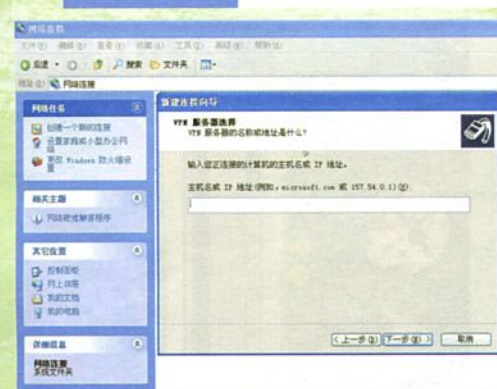 网络连接
文件(F) 编辑(E) 查看(V) 收藏(A) 工具(T) 高级(N) 帮助(H)
后退 搜索 文件夹
地址(D) 网络连接
网络任务
创建一个新的连接
设置家庭或小型办公网络
更改 Windows 防火墙设置
相关主题
网络疑难解答程序
其它位置
控制面板
网上邻居
我的文档
我的电脑
详细信息
网络连接
系统文件夹
新建连接向导
VPN 服务器选择
VPN 服务器的名称或地址是什么?
输入您正连接的计算机的主机名或 IP 地址。
主机名或 IP 地址(例如,microsoft.com 或 157.54.0.1)(H):
<上一步(B) 下一步(N)> 取消